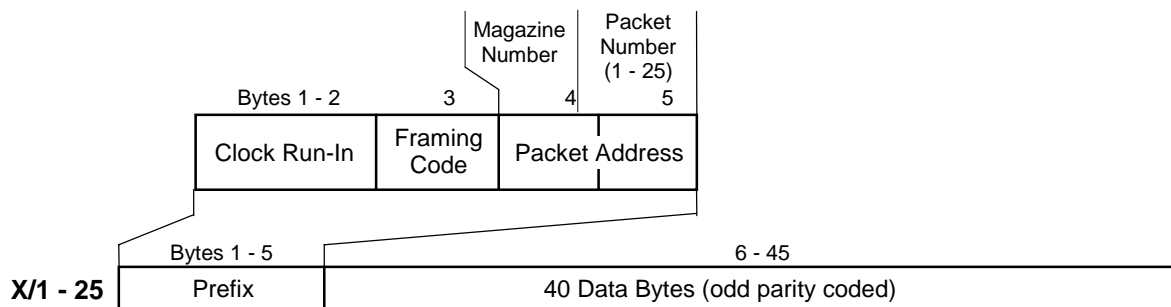 Magazine Number
Packet Number (1 - 25)
Bytes 1 - 2
3
4
5
Clock Run-In
Framing Code
Packet Address
Bytes 1 - 5
6 - 45
X/1 - 25
Prefix
40 Data Bytes (odd parity coded)